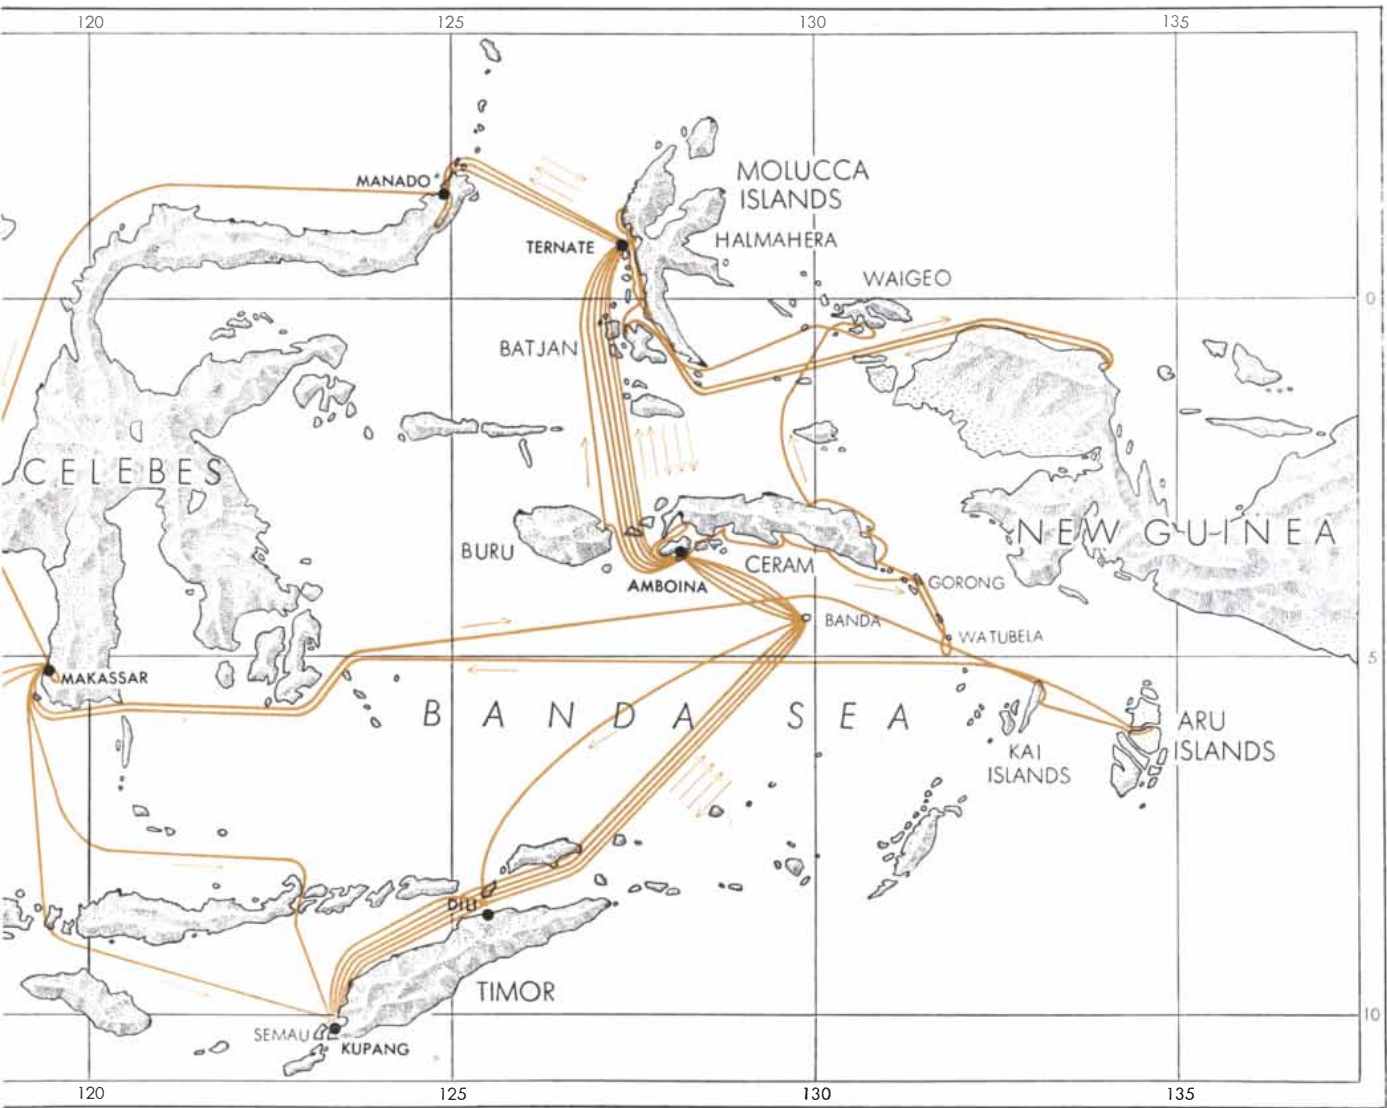 120 125 130 135
MANADO
MOLUCCA
ISLANDS
TERNATE
HALMAHERA
WAIGEO
0
BATJAN
CELEBES
NEW GUINEA
BURU
CERAM
AMBOINA
GORONG
BANDA
WATUBELA
5
MAKASSAR
BANDA SEA
ARU
ISLANDS
KAI
ISLANDS
DILI
TIMOR
10
SEMAU
KUPANG
120 125 130 135